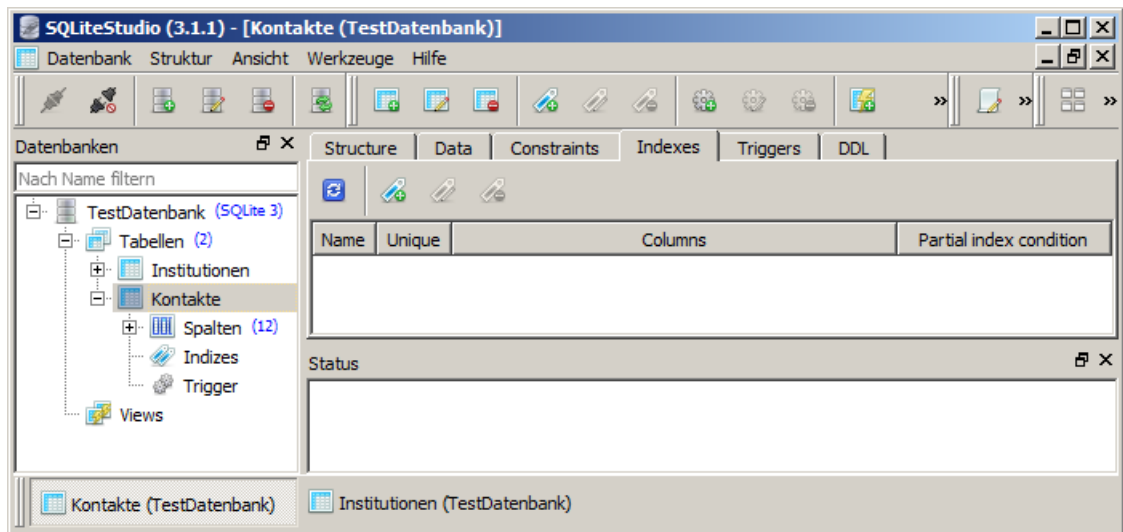 SQLiteStudio (3.1.1) - [Kontakte (TestDatenbank)]
Datenbank Struktur Ansicht Werkzeuge Hilfe
Datenbanken
Nach Name filtern
TestDatenbank (SQLite 3)
Tabellen (2)
Institutionen
Kontakte
Spalten (12)
Indizes
Trigger
Views
Structure Data Constraints Indexes Triggers DDL
Name Unique Columns Partial index condition
Status
Kontakte (TestDatenbank) Institutionen (TestDatenbank)